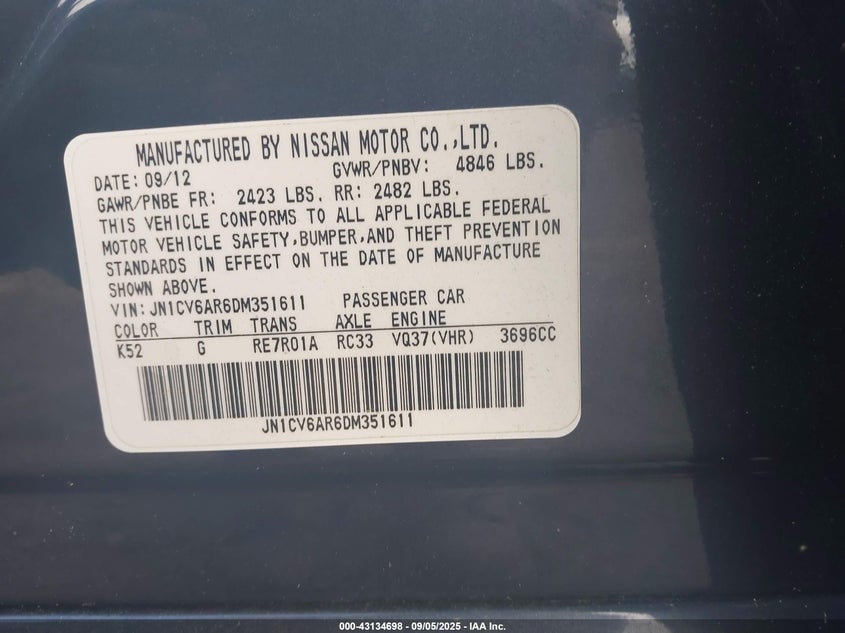 MANUFACTURED BY NISSAN MOTOR CO.,LTD.
DATE: 09/12 GVWR/PNBV: 4846 LBS.
GAWR/PNBE FR: 2423 LBS. RR: 2482 LBS.
THIS VEHICLE CONFORMS TO ALL APPLICABLE FEDERAL
MOTOR VEHICLE SAFETY,BUMPER,AND THEFT PREVENTION
STANDARDS IN EFFECT ON THE DATE OF MANUFACTURE
SHOWN ABOVE.
VIN: JN1CV6AR6DM351611 PASSENGER CAR
COLOR TRIM TRANS AXLE ENGINE
K52 G RE7R01A RC33 VQ37(VHR) 3696CC
JN1CV6AR6DM351611
000-43134698 - 09/05/2025 - IAA Inc.